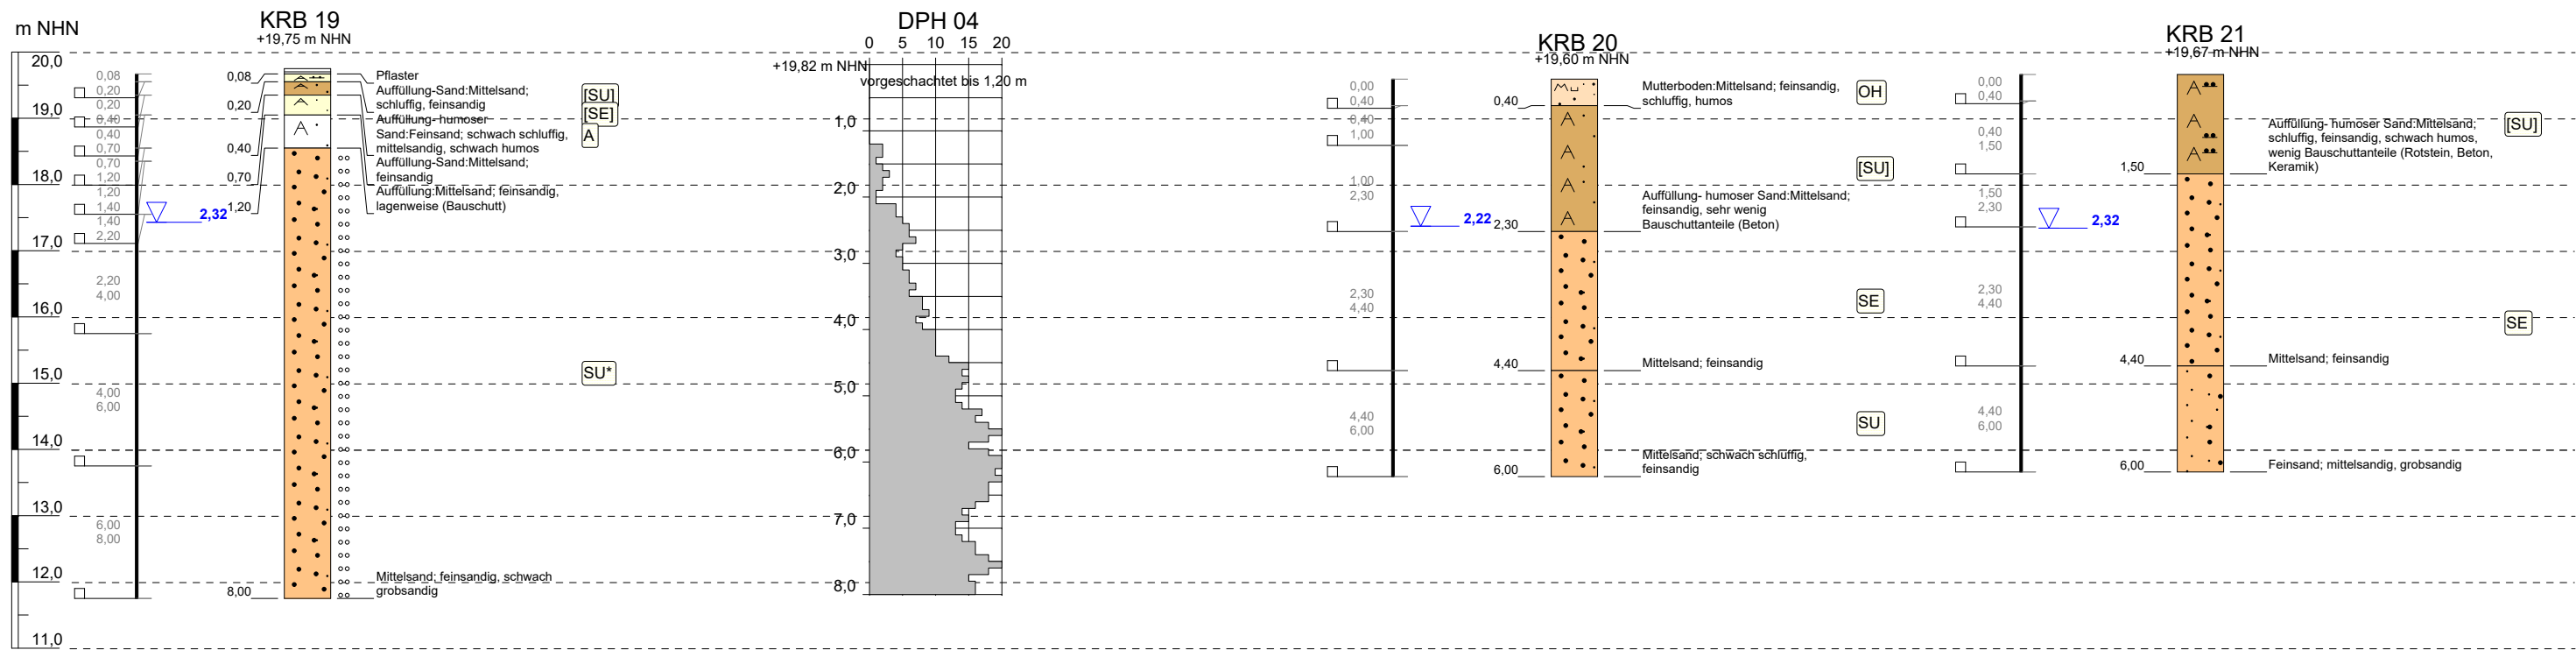 m NHN
20,0
19,0
18,0
17,0
16,0
15,0
14,0
13,0
12,0
11,0
KRB 19
+19,75 m NHN
0,08
0,20
0,20
0,40
0,40
0,70
0,70
1,20
1,20
1,40
1,40
2,20
2,20
4,00
4,00
6,00
6,00
8,00
2,32
0,08
0,20
0,40
0,70
1,20
8,00
Pflaster
Auffüllung-Sand:Mittelsand;
schluffig, feinsandig
Auffüllung- humoser
Sand:Feinsand; schwach schluffig,
mittelsandig, schwach humos
Auffüllung-Sand:Mittelsand;
feinsandig
Auffüllung:Mittelsand; feinsandig,
lagenweise (Bauschutt)
Mittelsand; feinsandig, schwach
grobsandig
[SU]
[SE]
A
SU*
DPH 04
0 5 10 15 20
+19,82 m NHN
vorgeschachtet bis 1,20 m
1,0
2,0
3,0
4,0
5,0
6,0
7,0
8,0
KRB 20
+19,60 m NHN
0,00
0,40
0,40
1,00
1,00
2,30
2,30
4,40
4,40
6,00
2,22
0,40
2,30
4,40
6,00
Mutterboden:Mittelsand; feinsandig,
schluffig, humos
Auffüllung- humoser Sand:Mittelsand;
feinsandig, sehr wenig
Bauschuttanteile (Beton)
Mittelsand; feinsandig
Mittelsand; schwach schluffig,
feinsandig
OH
[SU]
SE
SU
KRB 21
+19,67 m NHN
0,00
0,40
0,40
1,50
1,50
2,30
2,30
4,40
4,40
6,00
2,32
1,50
4,40
6,00
Auffüllung- humoser Sand:Mittelsand;
schluffig, feinsandig, schwach humos,
wenig Bauschuttanteile (Rotstein, Beton,
Keramik)
Mittelsand; feinsandig
Feinsand; mittelsandig, grobsandig
[SU]
SE